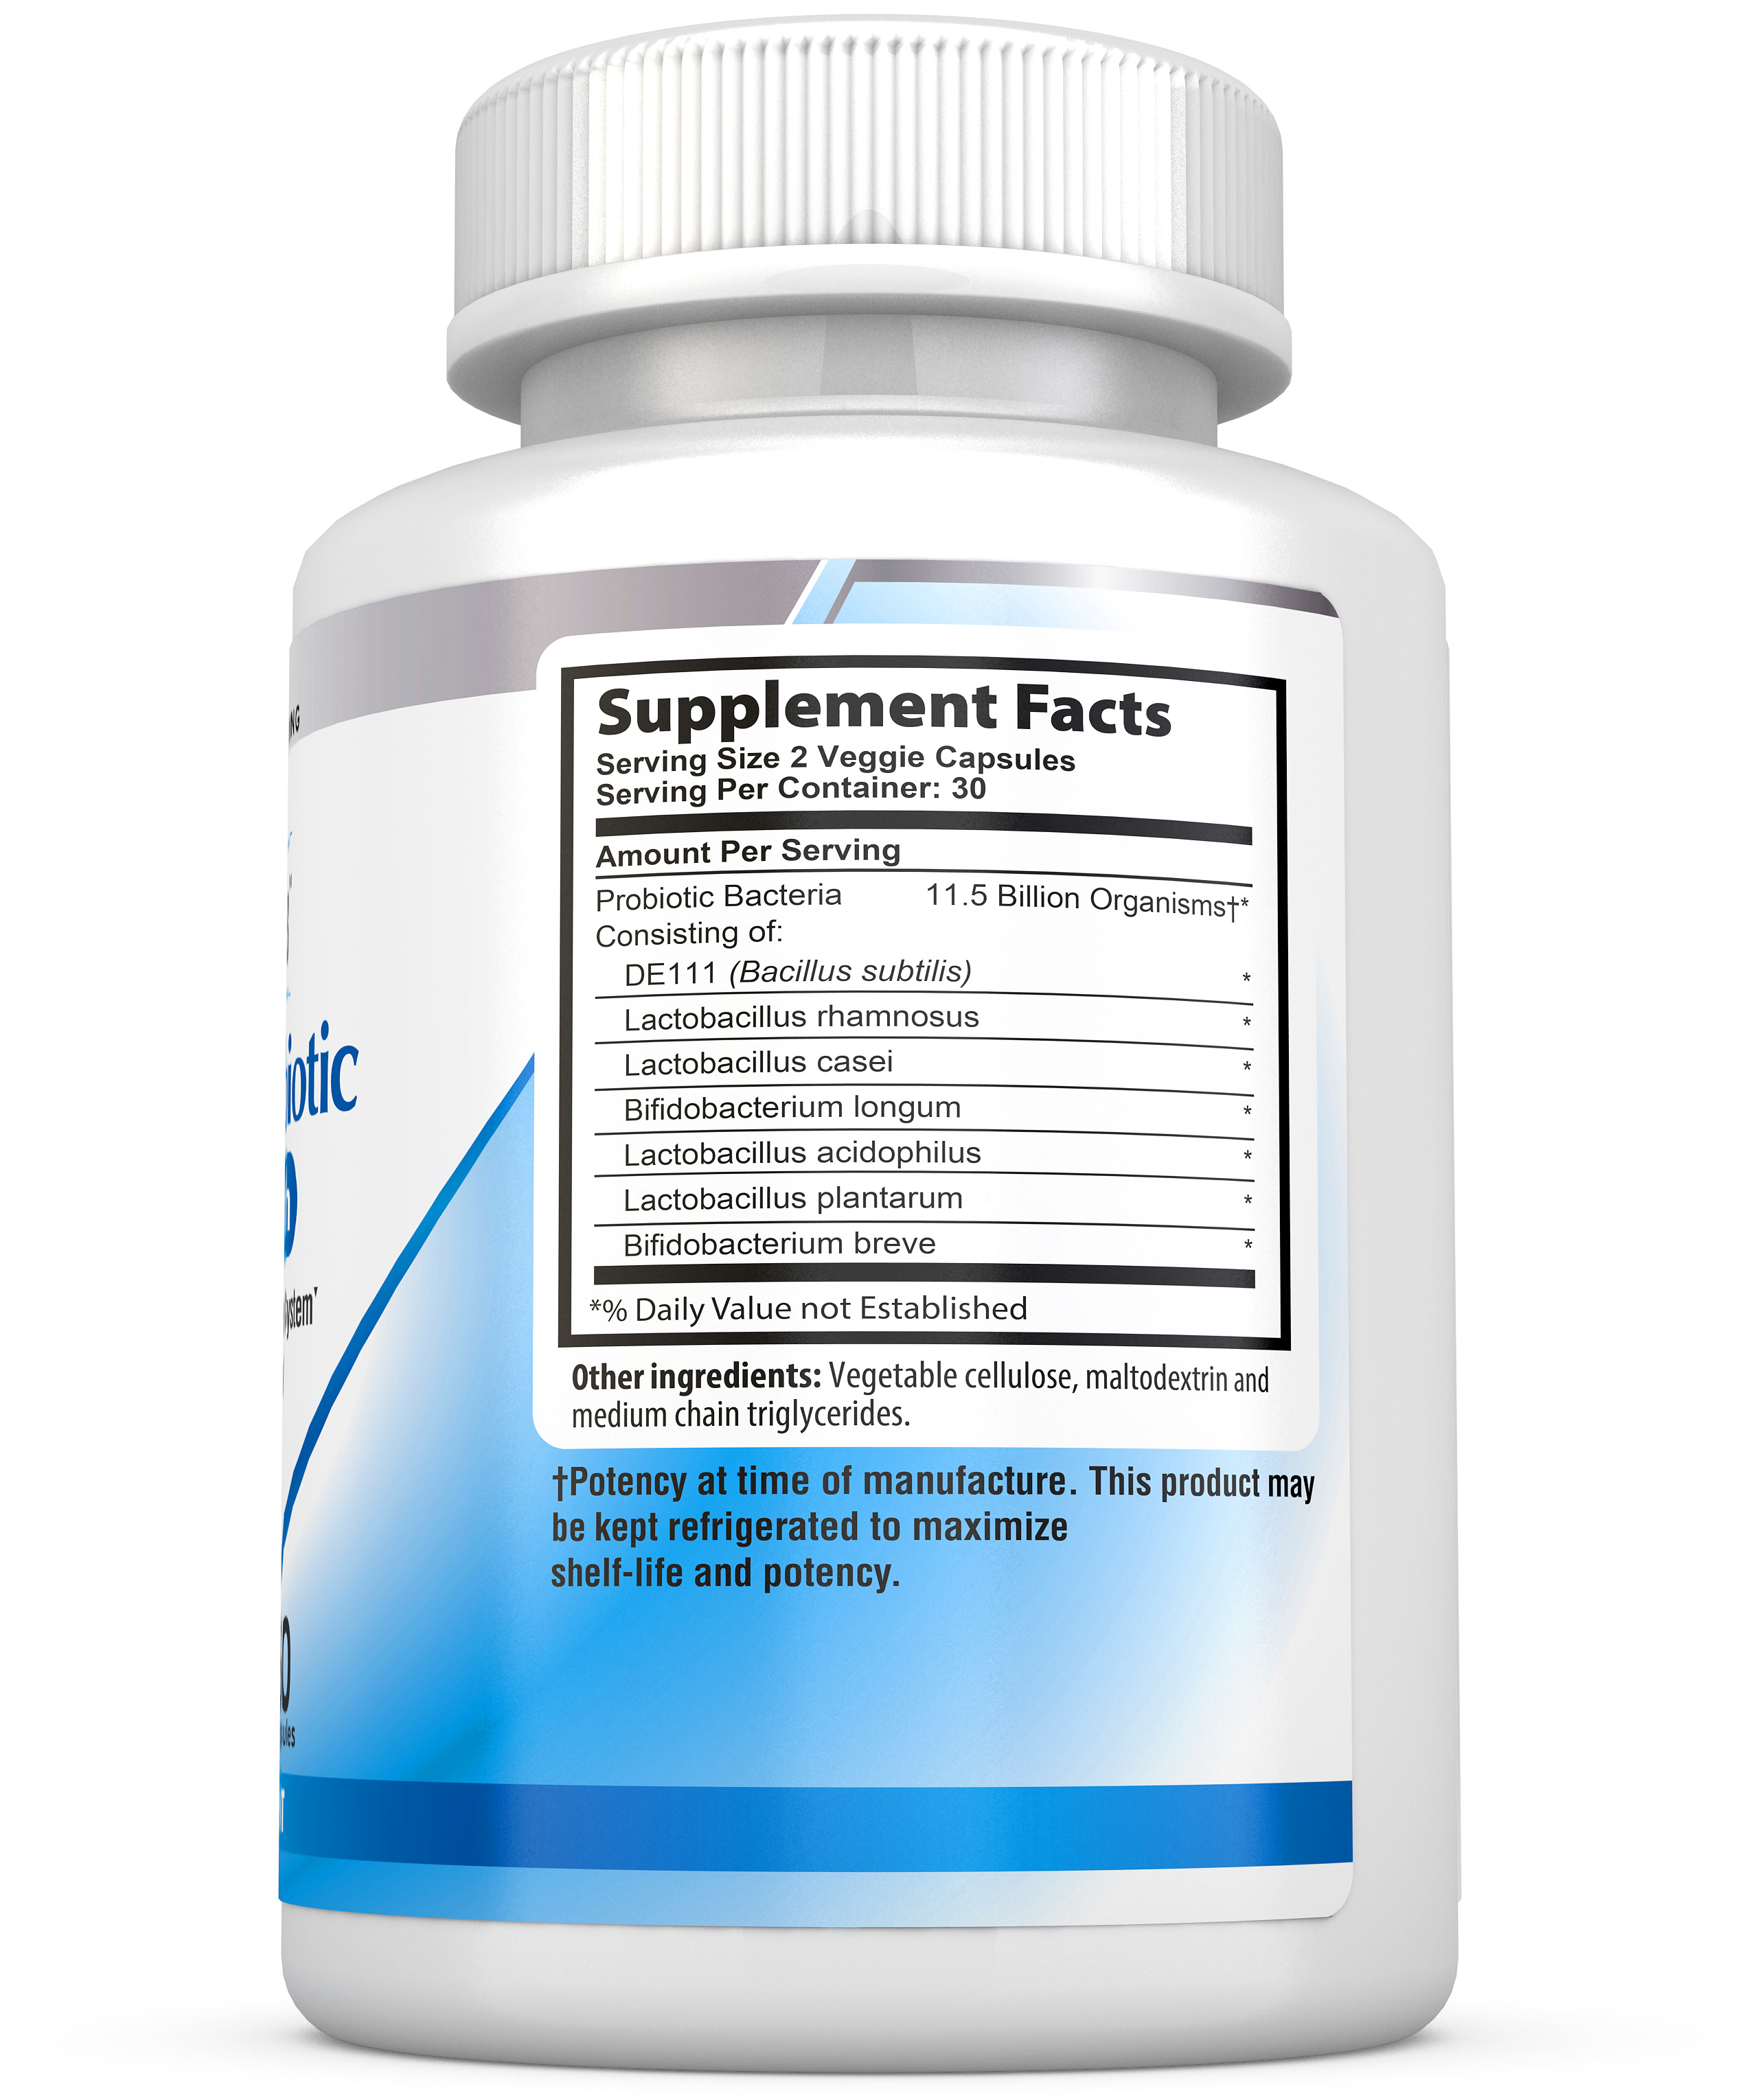 Supplement Facts
Serving Size 2 Veggie Capsules
Serving Per Container: 30
Amount Per Serving
Probiotic Bacteria 11.5 Billion Organisms†*
Consisting of:
DE111 (Bacillus subtilis) *
Lactobacillus rhamnosus *
Lactobacillus casei *
Bifidobacterium longum *
Lactobacillus acidophilus *
Lactobacillus plantarum *
Bifidobacterium breve *
*% Daily Value not Established
Other ingredients: Vegetable cellulose, maltodextrin and
medium chain triglycerides.
†Potency at time of manufacture. This product may
be kept refrigerated to maximize
shelf-life and potency.